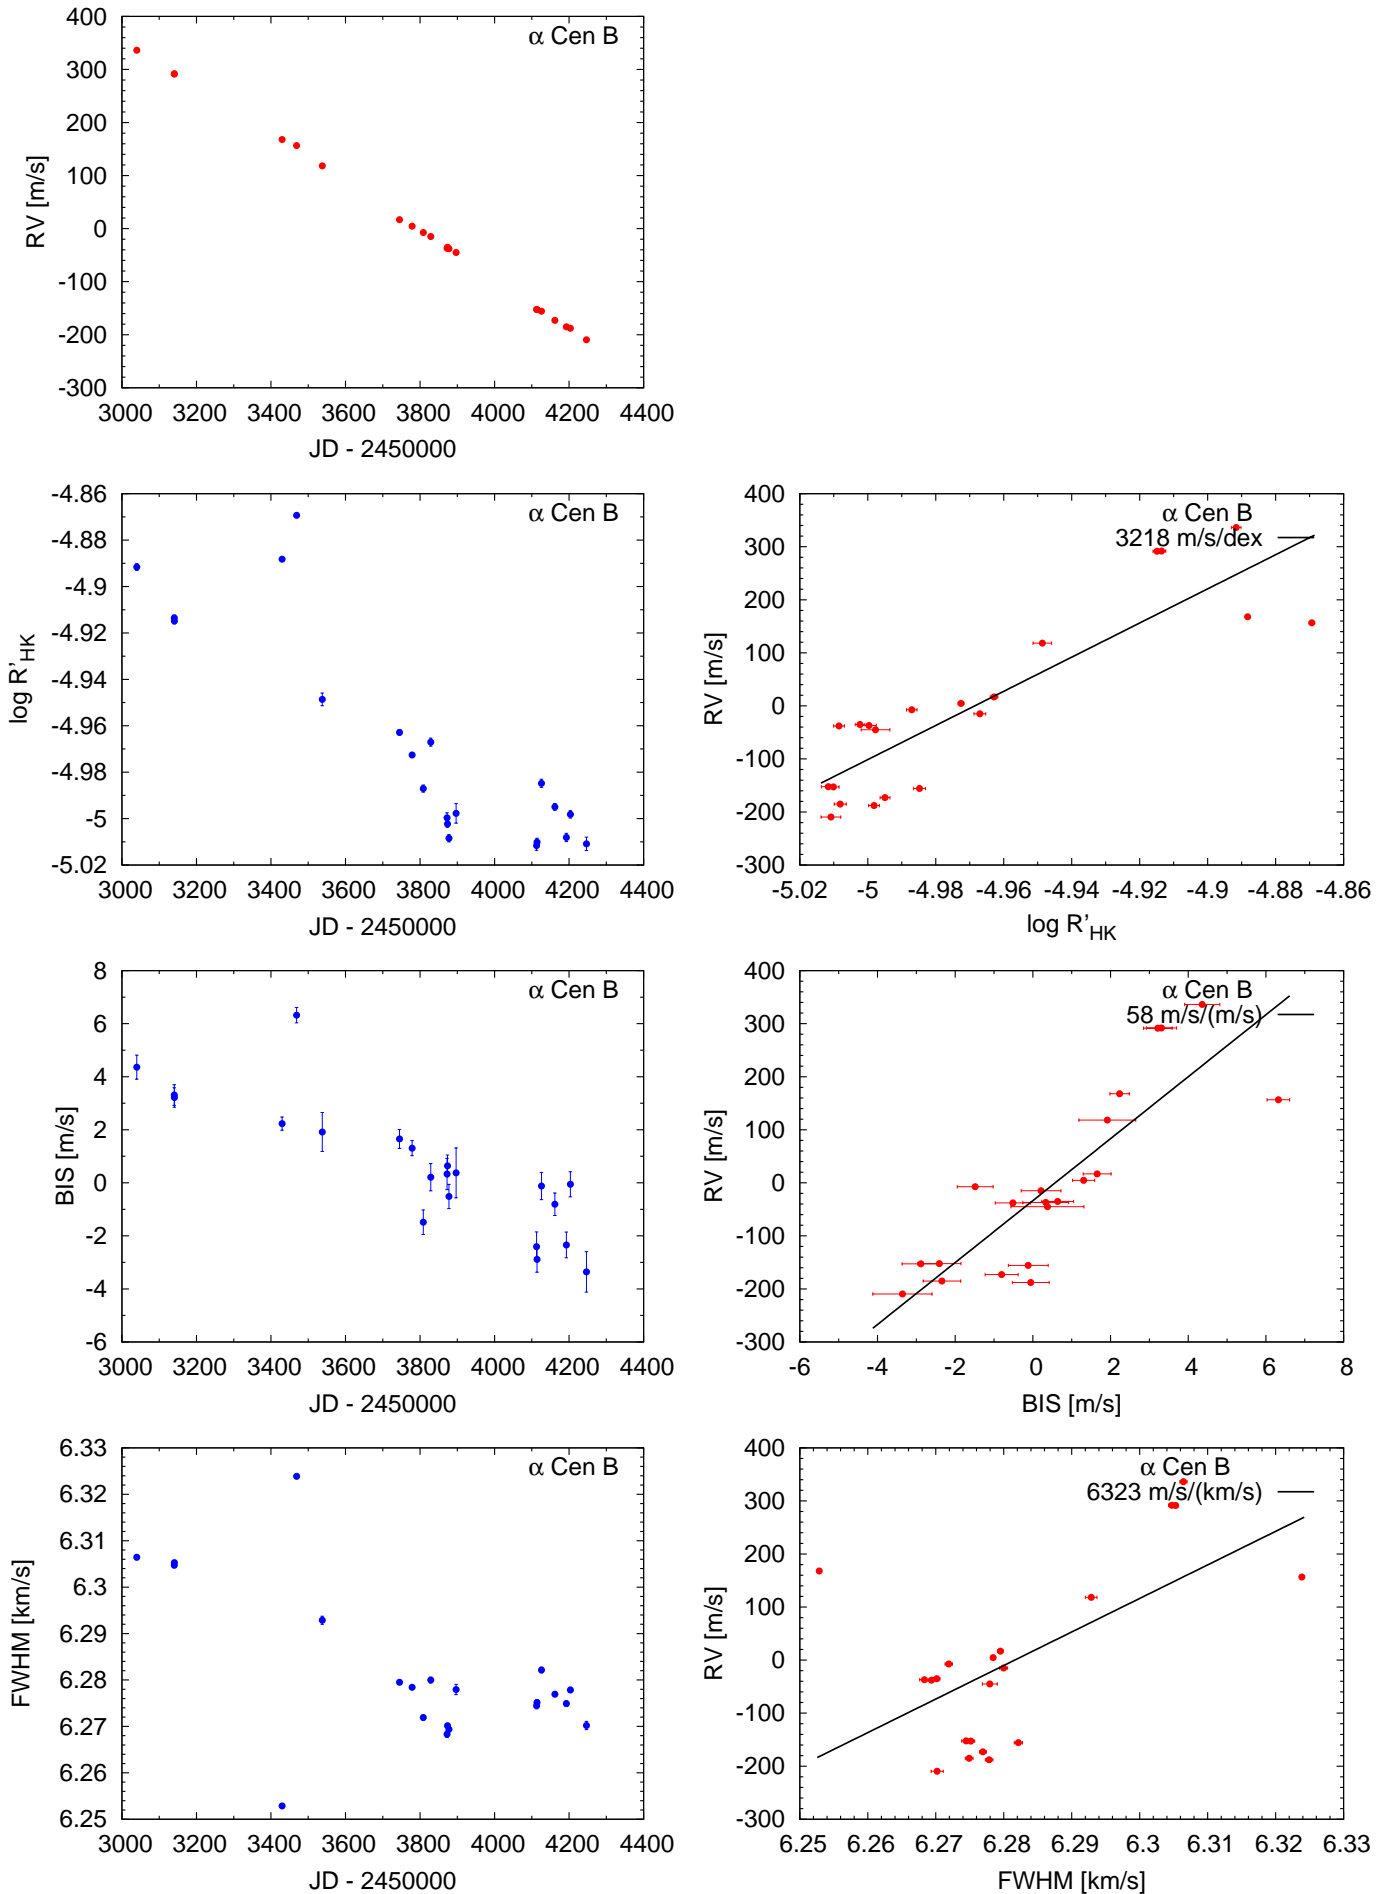 400
300
200
100
0
-100
-200
-300
RV [m/s]
α Cen B
3000 3200 3400 3600 3800 4000 4200 4400
JD - 2450000
-4.86
-4.88
-4.9
-4.92
-4.94
-4.96
-4.98
-5
-5.02
log R'HK
α Cen B
3000 3200 3400 3600 3800 4000 4200 4400
JD - 2450000
400
300
200
100
0
-100
-200
-300
RV [m/s]
α Cen B
3218 m/s/dex
-5.02 -5 -4.98 -4.96 -4.94 -4.92 -4.9 -4.88 -4.86
log R'HK
8
6
4
2
0
-2
-4
-6
BIS [m/s]
α Cen B
3000 3200 3400 3600 3800 4000 4200 4400
JD - 2450000
400
300
200
100
0
-100
-200
-300
RV [m/s]
α Cen B
58 m/s/(m/s)
-6 -4 -2 0 2 4 6 8
BIS [m/s]
6.33
6.32
6.31
6.3
6.29
6.28
6.27
6.26
6.25
FWHM [km/s]
α Cen B
3000 3200 3400 3600 3800 4000 4200 4400
JD - 2450000
400
300
200
100
0
-100
-200
-300
RV [m/s]
α Cen B
6323 m/s/(km/s)
6.25 6.26 6.27 6.28 6.29 6.3 6.31 6.32 6.33
FWHM [km/s]